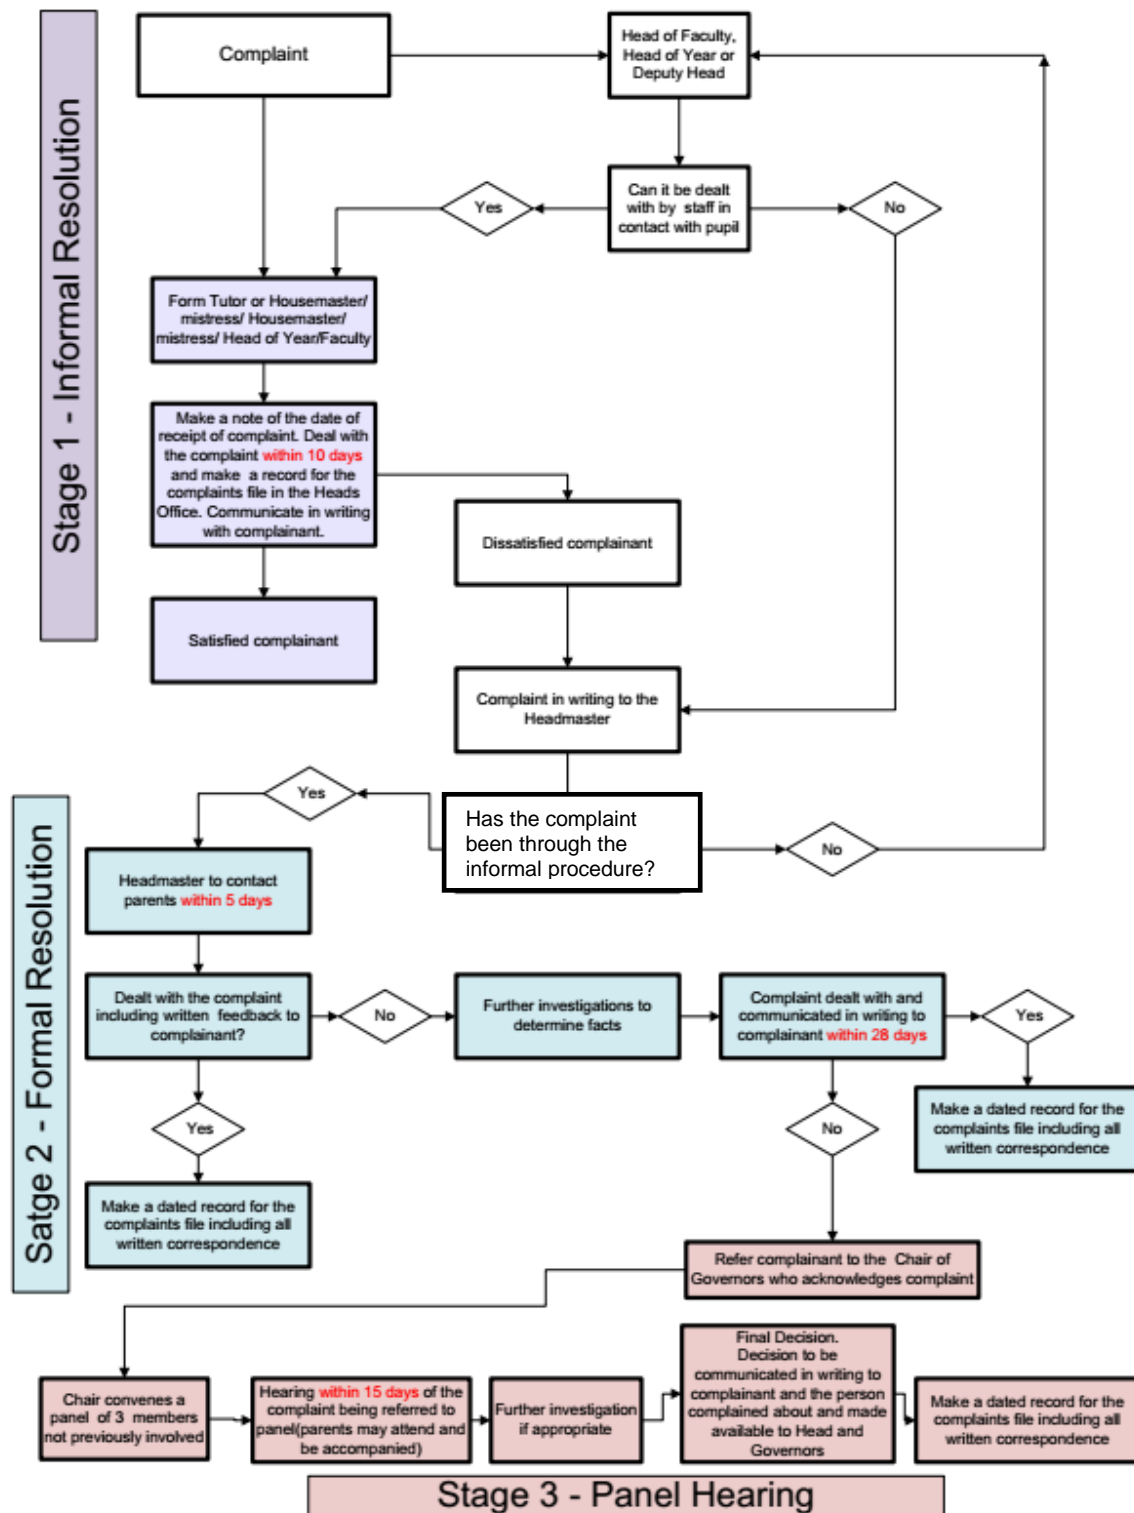 Stage 1 - Informal Resolution
Complaint
Head of Faculty,
Head of Year or
Deputy Head
Can it be dealt
with by staff in
contact with pupil
Yes
No
Form Tutor or Housemaster/
mistress/ Housemaster/
mistress/ Head of Year/Faculty
Make a note of the date of
receipt of complaint. Deal with
the complaint within 10 days
and make a record for the
complaints file in the Heads
Office. Communicate in writing
with complainant.
Dissatisfied complainant
Satisfied complainant
Complaint in writing to the
Headmaster
Satge 2 - Formal Resolution
Yes
Has the complaint
been through the
informal procedure?
No
Headmaster to contact
parents within 5 days
Dealt with the complaint
including written feedback to
complainant?
No
Further investigations to
determine facts
Complaint dealt with and
communicated in writing to
complainant within 28 days
Yes
Yes
No
Make a dated record for the
complaints file including all
written correspondence
Make a dated record for the
complaints file including all
written correspondence
Refer complainant to the Chair of
Governors who acknowledges complaint
Chair convenes a
panel of 3 members
not previously involved
Hearing within 15 days of the
complaint being referred to
panel(parents may attend and
be accompanied)
Further investigation
if appropriate
Final Decision.
Decision to be
communicated in writing to
complainant and the person
complained about and made
available to Head and
Governors
Make a dated record for the
complaints file including all
written correspondence
Stage 3 - Panel Hearing